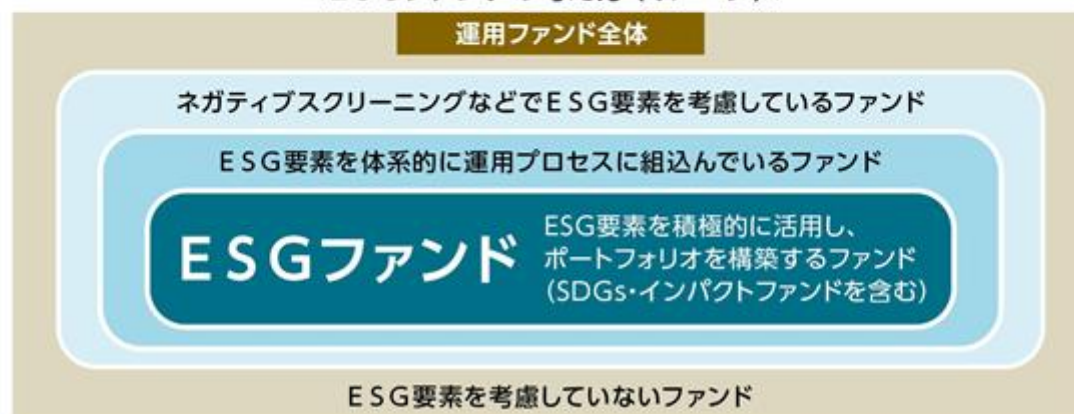 運用ファンド全体
ネガティブスクリーニングなどでESG要素を考慮しているファンド
ESG要素を体系的に運用プロセスに組込んでいるファンド
ESGファンド
ESG要素を積極的に活用し、
ポートフォリオを構築するファンド
(SDGs・インパクトファンドを含む)
ESG要素を考慮していないファンド